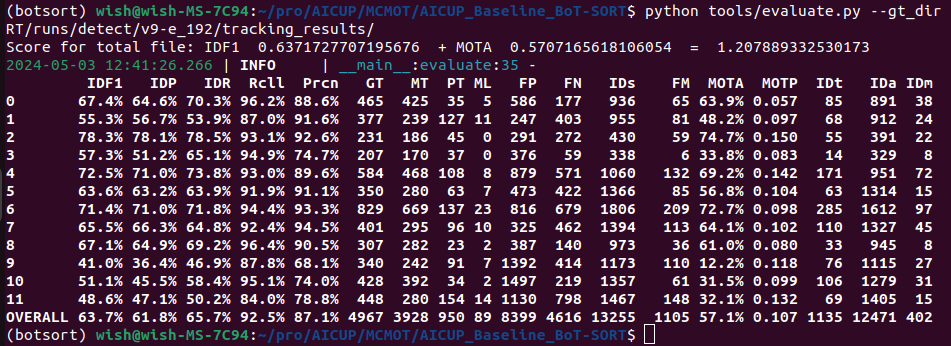 (botsort) wish@wish-MS-7C94:~/pro/AICUP/MCMOT/AICUP_Baseline_BoT-SORT$ python tools/evaluate.py --gt_dir
RT/runs/detect/v9-e_192/tracking_results/
Score for total file: IDF1  0.6371727707195676  + MOTA  0.5707165618106054  =  1.207889332530173
2024-05-03 12:41:26.266 | INFO     | __main__:evaluate:35 -
IDF1 IDP IDR Rcll Prcn GT MT PT ML FP FN IDs FM MOTA MOTP IDt IDa IDm
0 67.4% 64.6% 70.3% 96.2% 88.6% 465 425 35 5 586 177 936 65 63.9% 0.057 85 891 38
1 55.3% 56.7% 53.9% 87.0% 91.6% 377 239 127 11 247 403 955 81 48.2% 0.097 68 912 24
2 78.3% 78.1% 78.5% 93.1% 92.6% 231 186 45 0 291 272 430 59 74.7% 0.150 55 391 22
3 57.3% 51.2% 65.1% 94.9% 74.7% 207 170 37 0 376 59 338 6 33.8% 0.083 14 329 8
4 72.5% 71.0% 73.8% 93.0% 89.6% 584 468 108 8 879 571 1060 132 69.2% 0.142 171 951 72
5 63.6% 63.2% 63.9% 91.9% 91.1% 350 280 63 7 473 422 1366 85 56.8% 0.104 63 1314 15
6 71.4% 71.0% 71.8% 94.4% 93.3% 829 669 137 23 816 679 1806 209 72.7% 0.098 285 1612 97
7 65.5% 66.3% 64.8% 92.4% 94.5% 401 295 96 10 325 462 1394 113 64.1% 0.102 110 1327 45
8 67.1% 64.9% 69.2% 96.4% 90.5% 307 282 23 2 387 140 973 36 61.0% 0.080 33 945 8
9 41.0% 36.4% 46.9% 87.8% 68.1% 340 242 91 7 1392 414 1173 110 12.2% 0.118 76 1115 27
10 51.1% 45.5% 58.4% 95.1% 74.0% 428 392 34 2 1497 219 1357 61 31.5% 0.099 106 1279 31
11 48.6% 47.1% 50.2% 84.0% 78.8% 448 280 154 14 1130 798 1467 148 32.1% 0.132 69 1405 15
OVERALL 63.7% 61.8% 65.7% 92.5% 87.1% 4967 3928 950 89 8399 4616 13255 1105 57.1% 0.107 1135 12471 402
(botsort) wish@wish-MS-7C94:~/pro/AICUP/MCMOT/AICUP_Baseline_BoT-SORT$